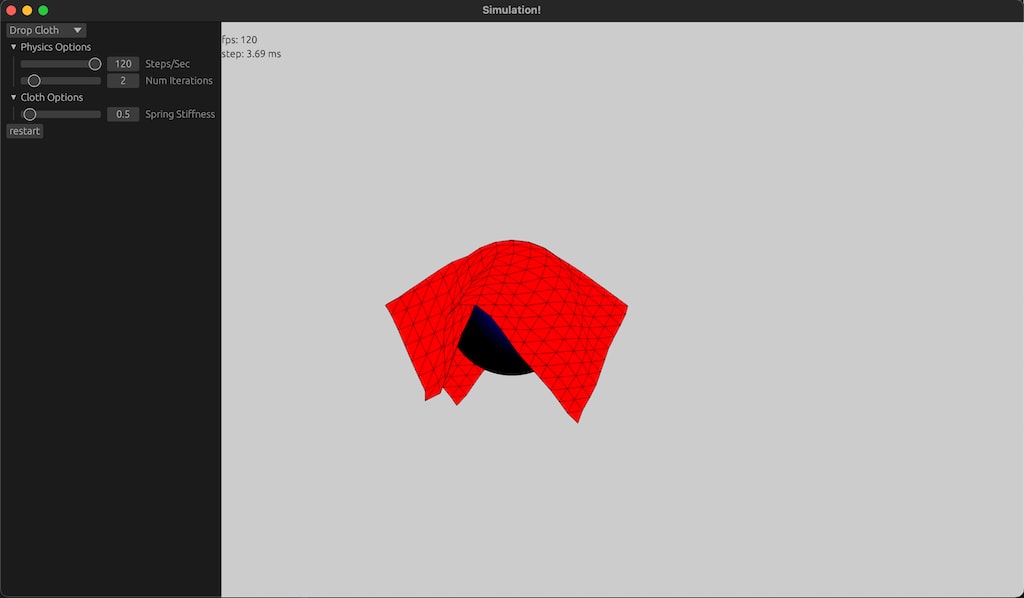 Simulation!
Drop Cloth
Physics Options
120 Steps/Sec
2 Num Iterations
Cloth Options
0.5 Spring Stiffness
restart
fps: 120
step: 3.69 ms